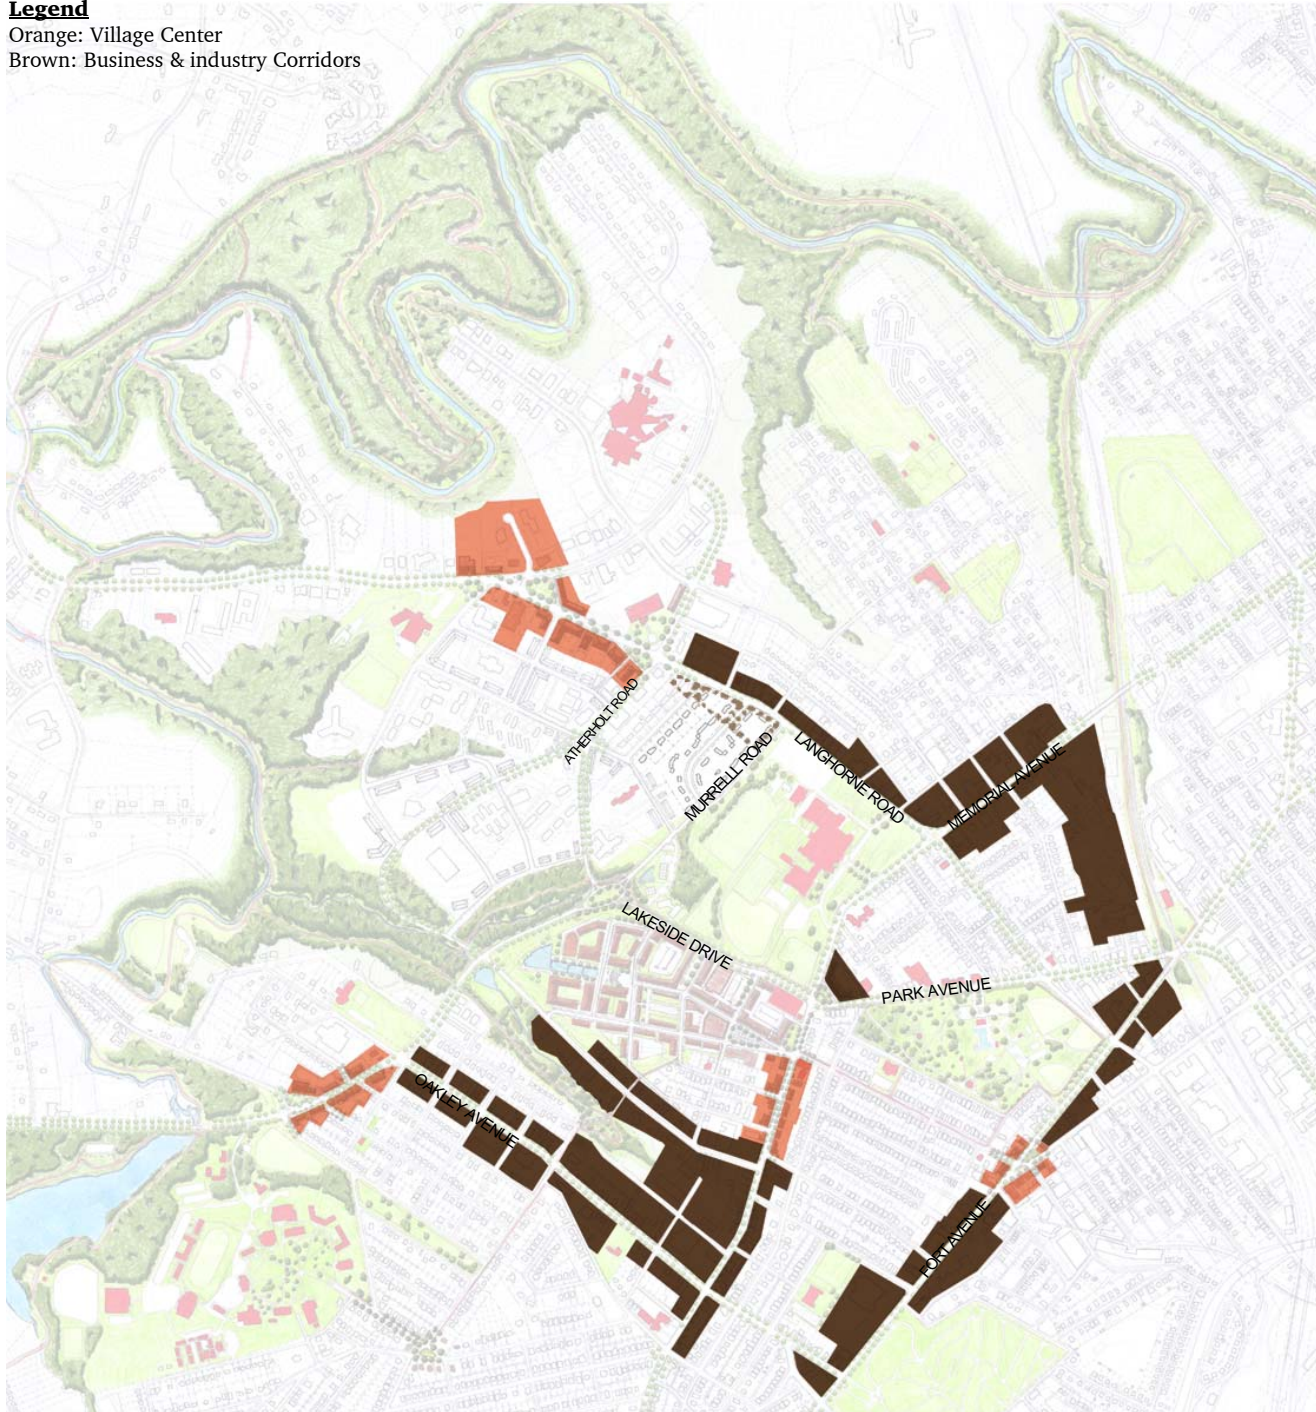 Legend
Orange: Village Center
Brown: Business & industry Corridors
ATHERHOLT ROAD
MURRELL ROAD
LANGHORNE ROAD
MEMORIAL AVENUE
LAKESIDE DRIVE
PARK AVENUE
OAKLEY AVENUE
FORT AVENUE